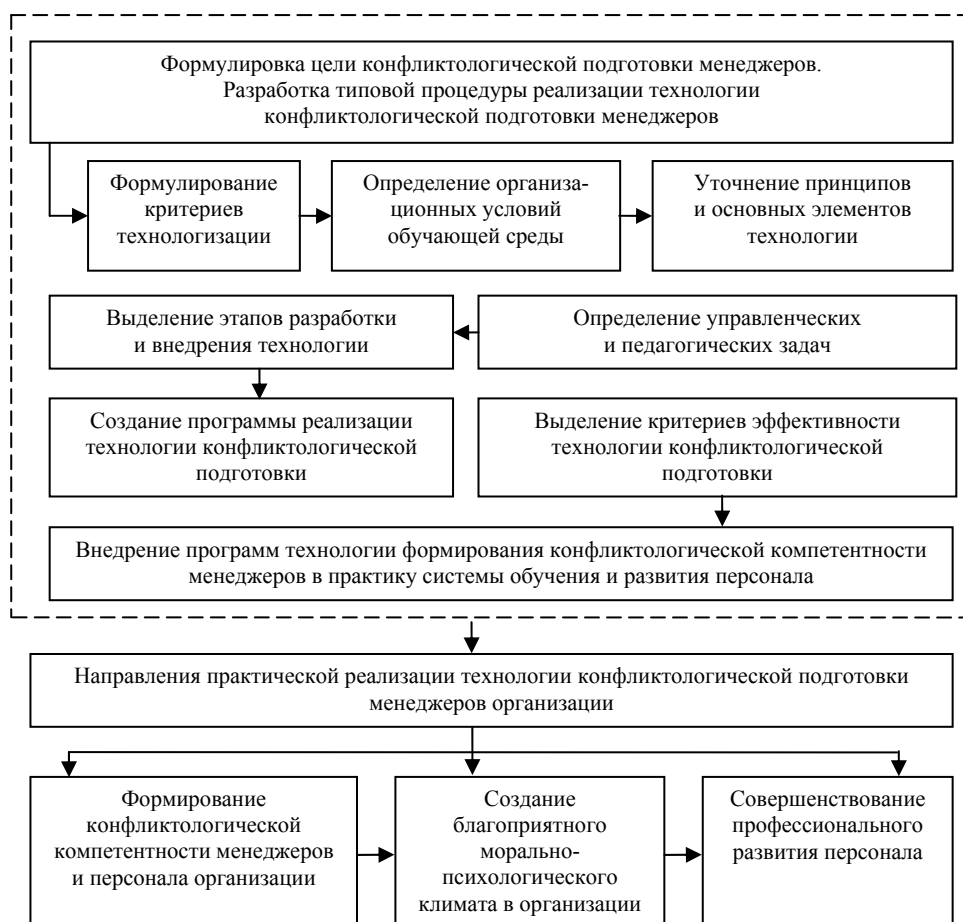 Формулировка цели конфликтологической подготовки менеджеров.
Разработка типовой процедуры реализации технологии
конфликтологической подготовки менеджеров
Формулирование
критериев
технологизации
Определение организа-
ционных условий
обучающей среды
Уточнение принципов
и основных элементов
технологии
Выделение этапов разработки
и внедрения технологии
Определение управленческих
и педагогических задач
Создание программы реализации
технологии конфликтологической
подготовки
Выделение критериев эффективности
технологии конфликтологической
подготовки
Внедрение программ технологии формирования конфликтологической компетентности
менеджеров в практику системы обучения и развития персонала
Направления практической реализации технологии конфликтологической подготовки
менеджеров организации
Формирование
конфликтологической
компетентности менеджеров
и персонала организации
Создание
благоприятного
морально-
психологического
климата в организации
Совершенствование
профессионального
развития персонала